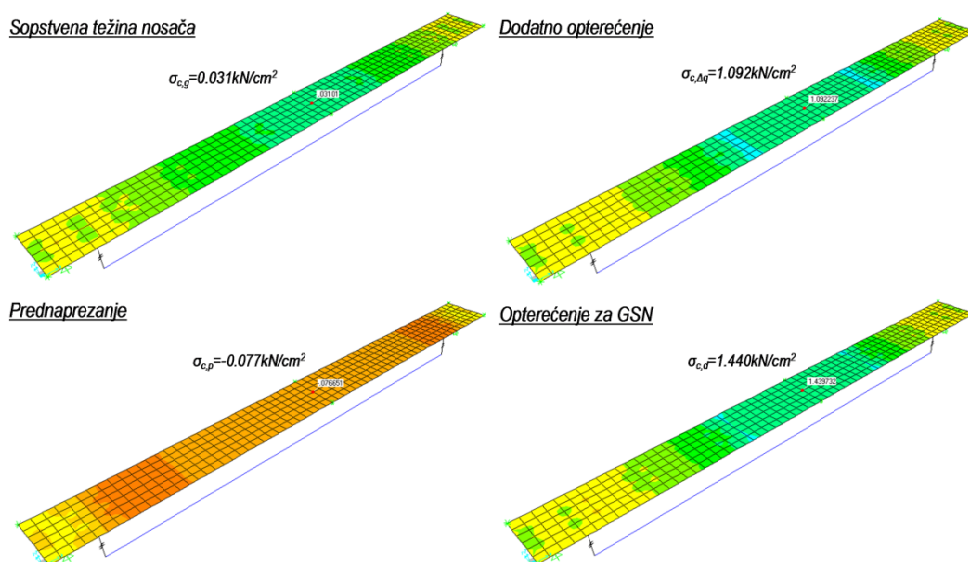 Sopstvena težina nosača
σc,g=0.031kN/cm²
.03101
Dodatno opterećenje
σc,Δq=1.092kN/cm²
1.092237
Prednaprezanje
σc,p=-0.077kN/cm²
.076651
Opterećenje za GSN
σc,d=1.440kN/cm²
1.439732